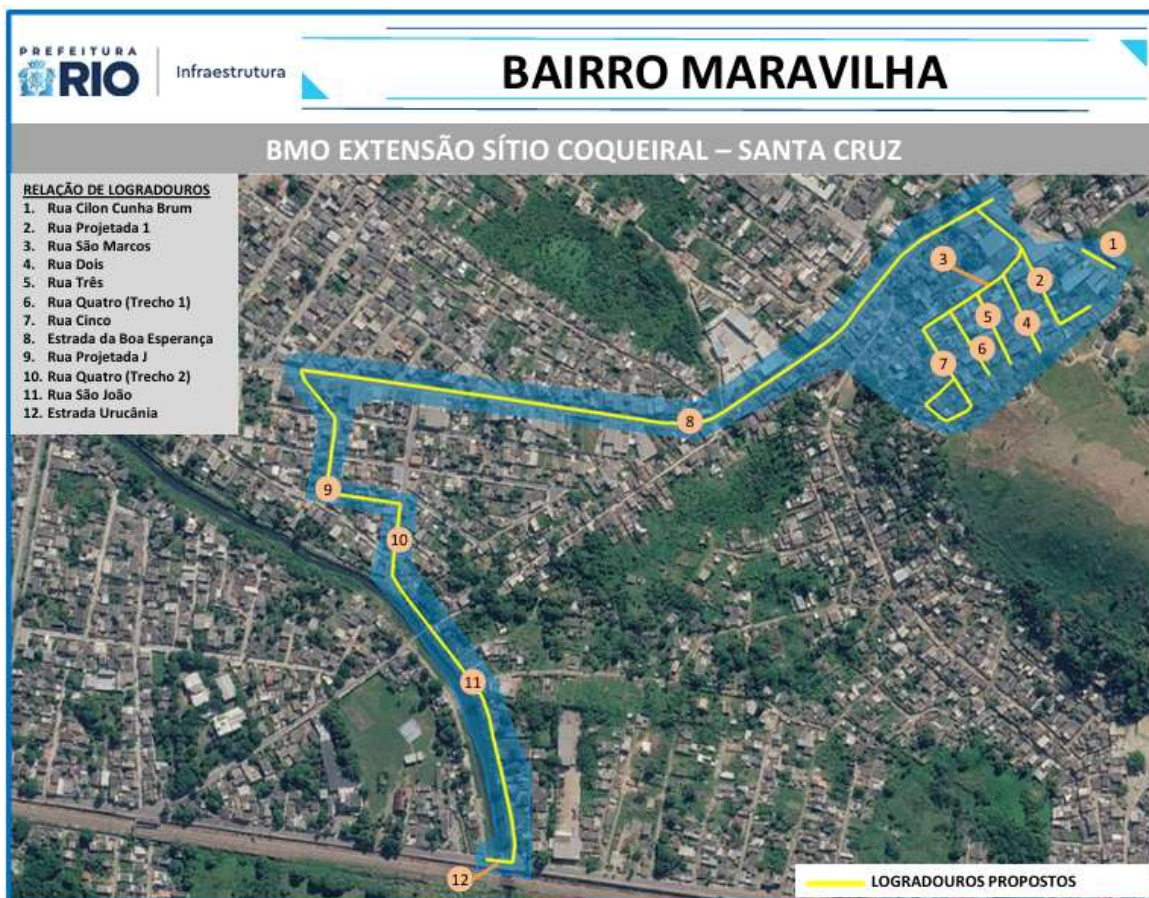 PREFEITURA
RIO
Infraestrutura
BAIRRO MARAVILHA
BMO EXTENSÃO SÍTIO COQUEIRAL – SANTA CRUZ
RELAÇÃO DE LOGRADOUROS
1. Rua Cilon Cunha Brum
2. Rua Projetada 1
3. Rua São Marcos
4. Rua Dois
5. Rua Três
6. Rua Quatro (Trecho 1)
7. Rua Cinco
8. Estrada da Boa Esperança
9. Rua Projetada J
10. Rua Quatro (Trecho 2)
11. Rua São João
12. Estrada Urucânia
1
3
2
5
4
6
7
8
9
10
11
12
LOGRADOUROS PROPOSTOS